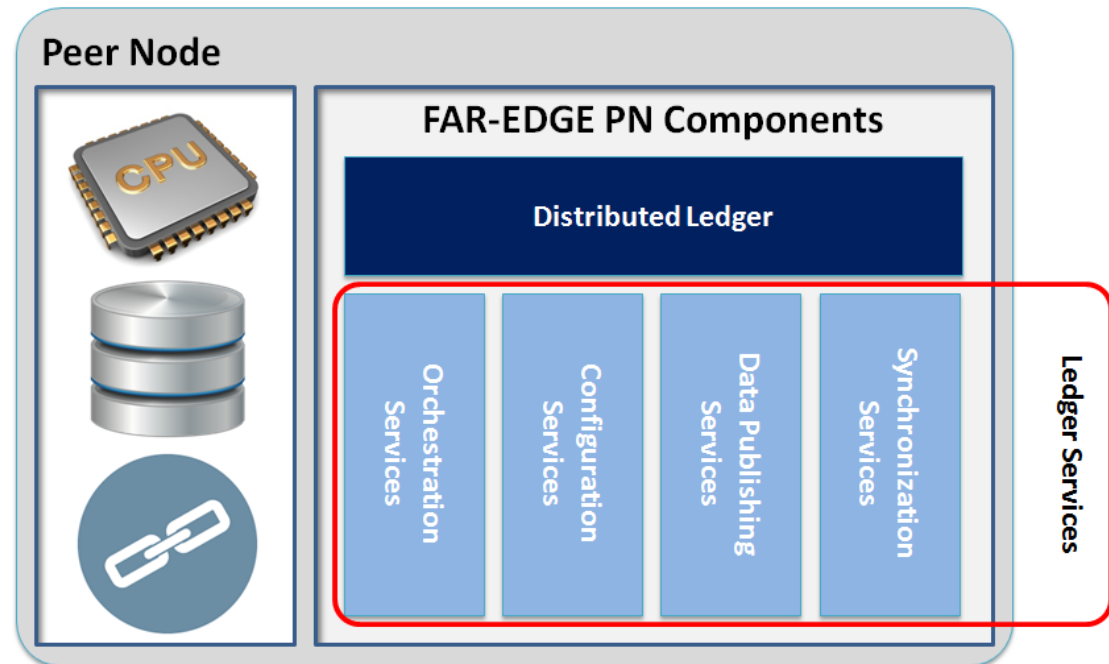 Peer Node
FAR-EDGE PN Components
CPU
Distributed Ledger
Orchestration
Services
Configuration
Services
Data Publishing
Services
Synchronization
Services
Ledger Services